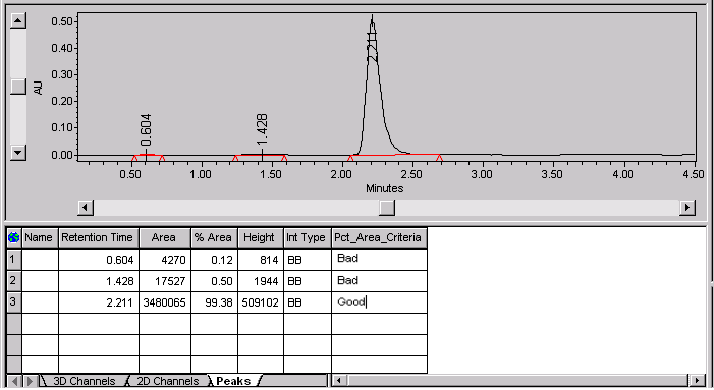 0.50
0.40
0.30
0.20
0.10
0.00
AU
0.604
1.428
0.50
1.00
1.50
2.00
2.50
3.00
3.50
4.00
4.50
Minutes
Name Retention Time Area % Area Height Int Type Pct_Area_Criteria
1 0.604 4270 0.12 814 BB Bad
2 1.428 17527 0.50 1944 BB Bad
3 2.211 3480065 99.38 509102 BB Good
3D Channels 2D Channels Peaks